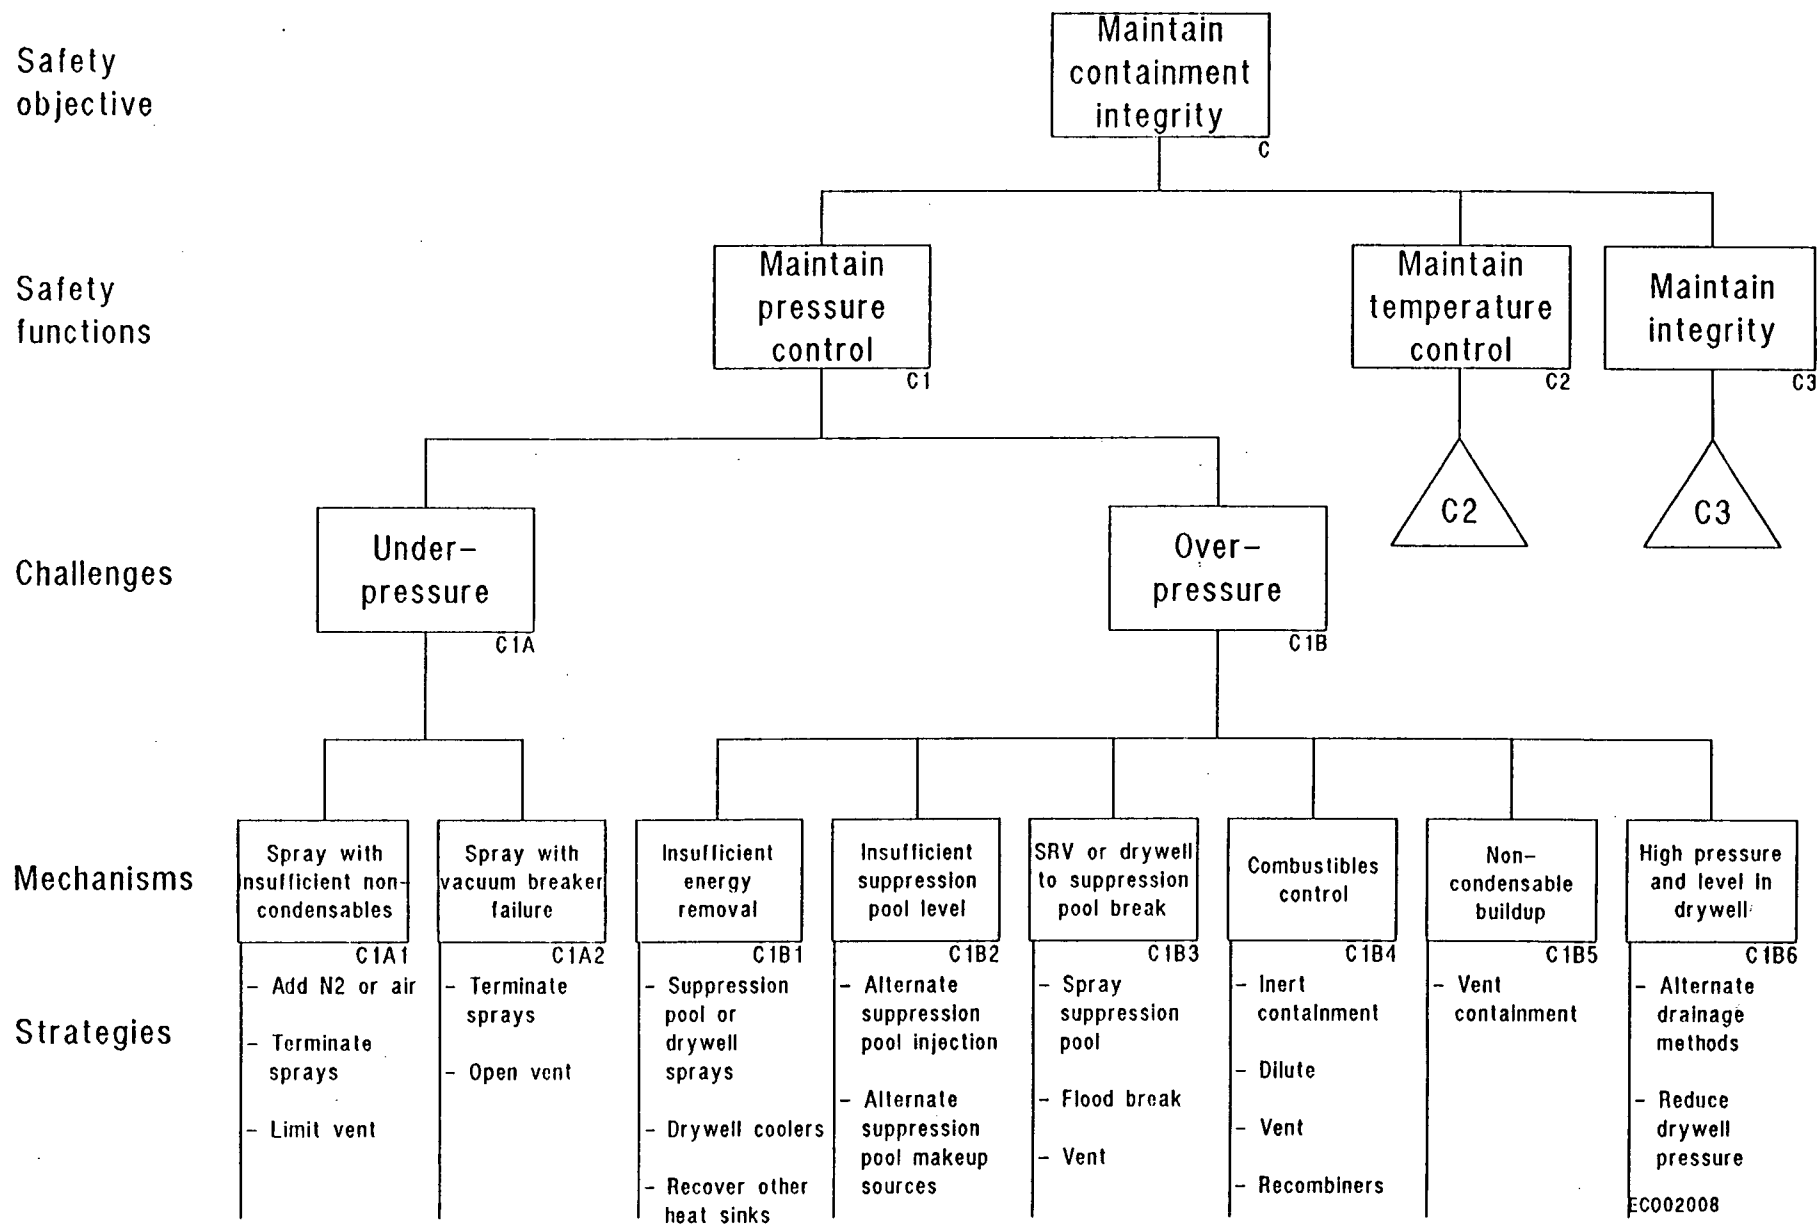 Safety
objective
Maintain
containment
integrity
C
Safety
functions
Maintain
pressure
control
C1
Maintain
temperature
control
C2
Maintain
integrity
C3
C2
C3
Challenges
Under-
pressure
C1A
Over-
pressure
C1B
Mechanisms
Spray with
insufficient non-
condensables
C1A1
Spray with
vacuum breaker
failure
C1A2
Insufficient
energy
removal
C1B1
Insufficient
suppression
pool level
C1B2
SRV or drywell
to suppression
pool break
C1B3
Combustibles
control
C1B4
Non-
condensable
buildup
C1B5
High pressure
and level in
drywell
C1B6
Strategies
- Add N2 or air
- Terminate
sprays
- Limit vent
- Terminate
sprays
- Open vent
- Suppression
pool or
drywell
sprays
- Drywell coolers
- Recover other
heat sinks
- Alternate
suppression
pool injection
- Alternate
suppression
pool makeup
sources
- Spray
suppression
pool
- Flood break
- Vent
- Inert
containment
- Dilute
- Vent
- Recombiners
- Vent
containment
- Alternate
drainage
methods
- Reduce
drywell
pressure
EC002008